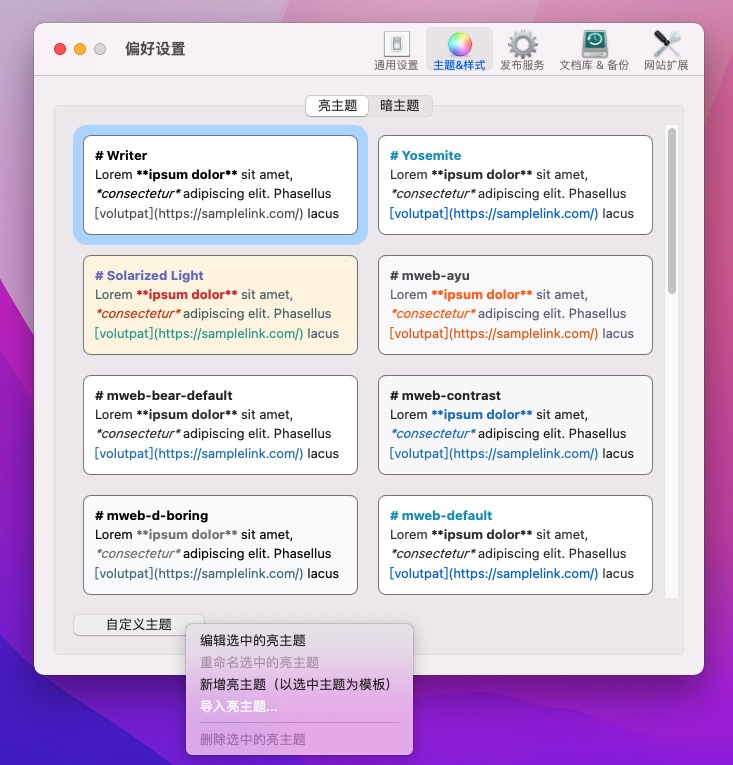 偏好设置
通用设置
主题&样式
发布服务
文档库 & 备份
网站扩展
亮主题
暗主题
# Writer
Lorem **ipsum dolor** sit amet,
*consectetur* adipiscing elit. Phasellus
[volutpat](https://samplelink.com/) lacus
# Yosemite
Lorem **ipsum dolor** sit amet,
*consectetur* adipiscing elit. Phasellus
[volutpat](https://samplelink.com/) lacus
# Solarized Light
Lorem **ipsum dolor** sit amet,
*consectetur* adipiscing elit. Phasellus
[volutpat](https://samplelink.com/) lacus
# mweb-ayu
Lorem **ipsum dolor** sit amet,
*consectetur* adipiscing elit. Phasellus
[volutpat](https://samplelink.com/) lacus
# mweb-bear-default
Lorem **ipsum dolor** sit amet,
*consectetur* adipiscing elit. Phasellus
[volutpat](https://samplelink.com/) lacus
# mweb-contrast
Lorem **ipsum dolor** sit amet,
*consectetur* adipiscing elit. Phasellus
[volutpat](https://samplelink.com/) lacus
# mweb-d-boring
Lorem **ipsum dolor** sit amet,
*consectetur* adipiscing elit. Phasellus
[volutpat](https://samplelink.com/) lacus
# mweb-default
Lorem **ipsum dolor** sit amet,
*consectetur* adipiscing elit. Phasellus
[volutpat](https://samplelink.com/) lacus
自定义主题
编辑选中的亮主题
重命名选中的亮主题
新增亮主题（以选中主题为模板）
导入亮主题...
删除选中的亮主题